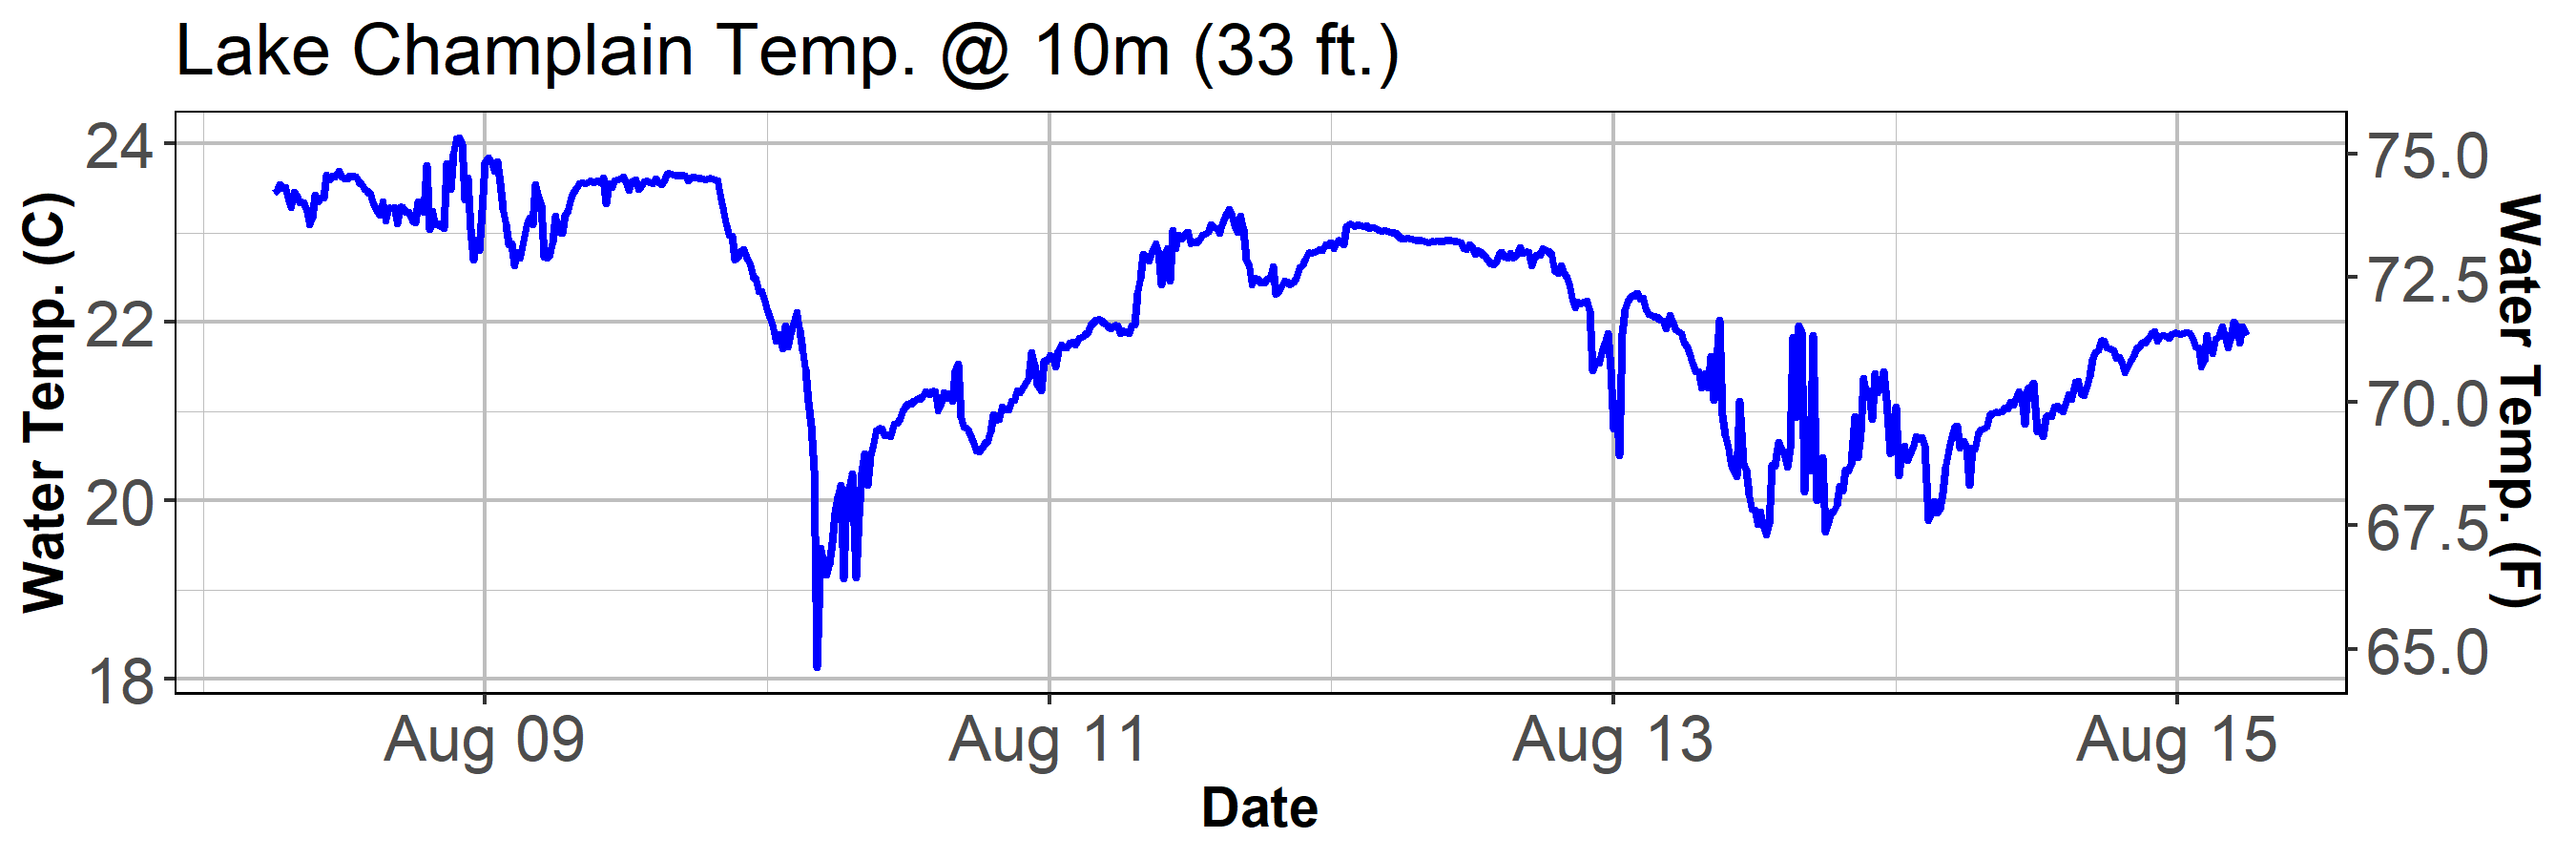 Lake Champlain Temp. @ 10m (33 ft.)
Water Temp. (C)
24
22
20
18
75.0
72.5
70.0
67.5
65.0
Water Temp. (F)
Aug 09 Aug 11 Aug 13 Aug 15
Date